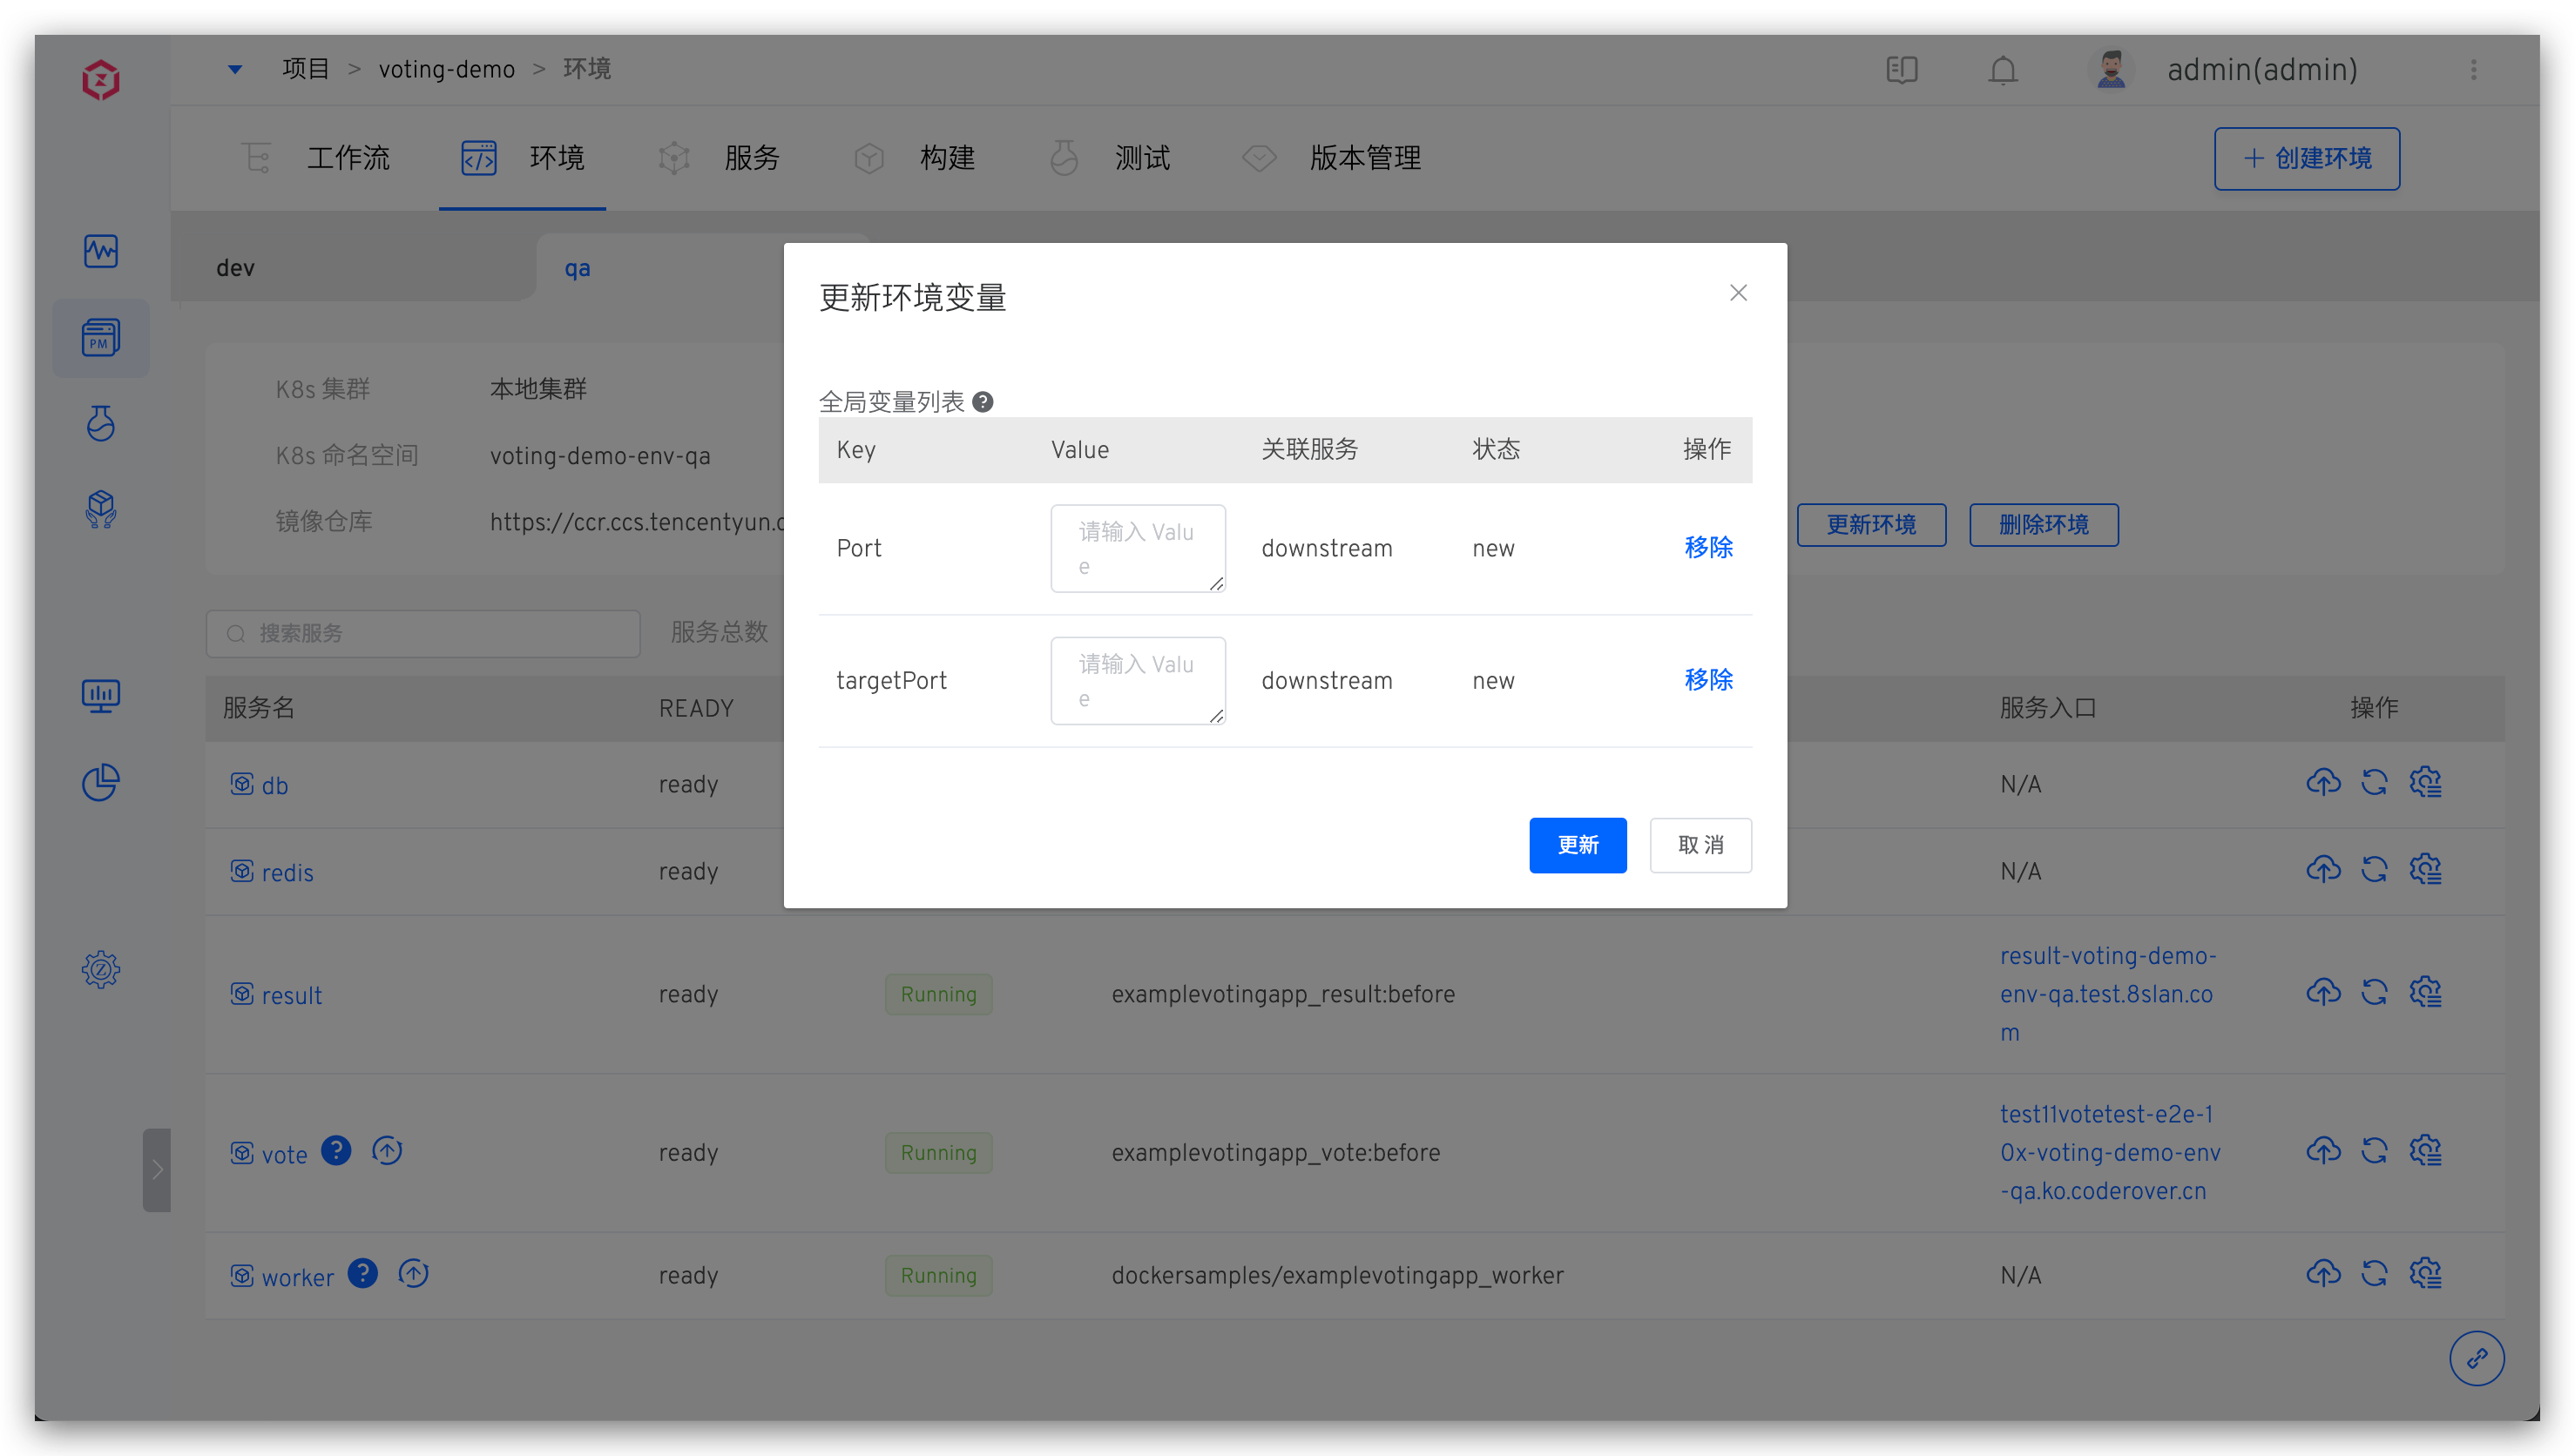 项目 > voting-demo > 环境
admin(admin)
工作流 环境 服务 构建 测试 版本管理
+ 创建环境
dev qa
PM
K8s 集群 本地集群
K8s 命名空间 voting-demo-env-qa
镜像仓库 https://ccr.ccs.tencentyun.c
更新环境 删除环境
搜索服务 服务总数
服务名 READY 服务入口 操作
db ready N/A
redis ready N/A
result ready Running examplevotingapp_result:before
result-voting-demo-
env-qa.test.8slan.co
m
vote ? ready Running examplevotingapp_vote:before
test11votetest-e2e-1
0x-voting-demo-env
-qa.ko.coderover.cn
worker ? ready Running dockersamples/examplevotingapp_worker N/A
更新环境变量
全局变量列表 ?
Key Value 关联服务 状态 操作
Port 请输入 Valu
e
downstream new 移除
targetPort 请输入 Valu
e
downstream new 移除
更新 取消